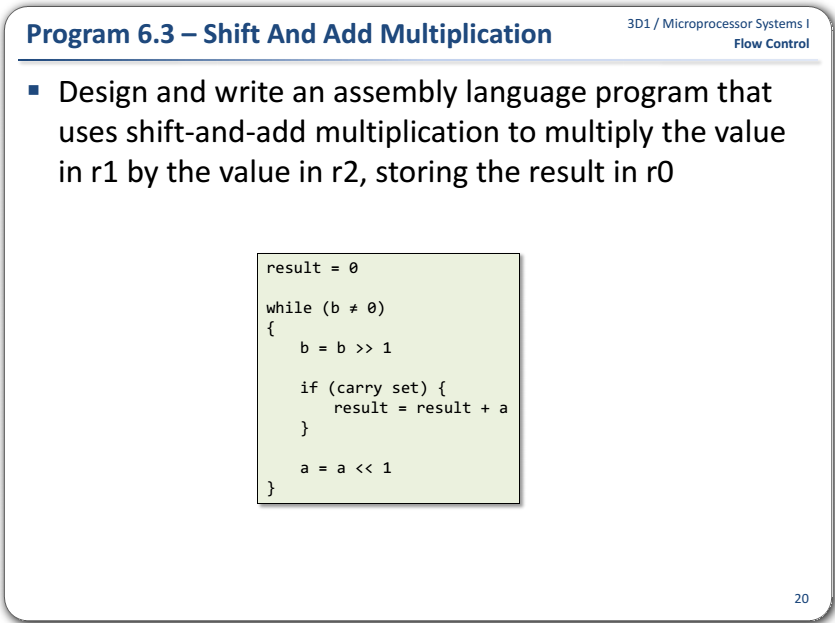 Program 6.3 – Shift And Add Multiplication
3D1 / Microprocessor Systems I
Flow Control
▪ Design and write an assembly language program that
uses shift-and-add multiplication to multiply the value
in r1 by the value in r2, storing the result in r0
result = 0
while (b ≠ 0)
{
    b = b >> 1
    if (carry set) {
        result = result + a
    }
    a = a << 1
}
20